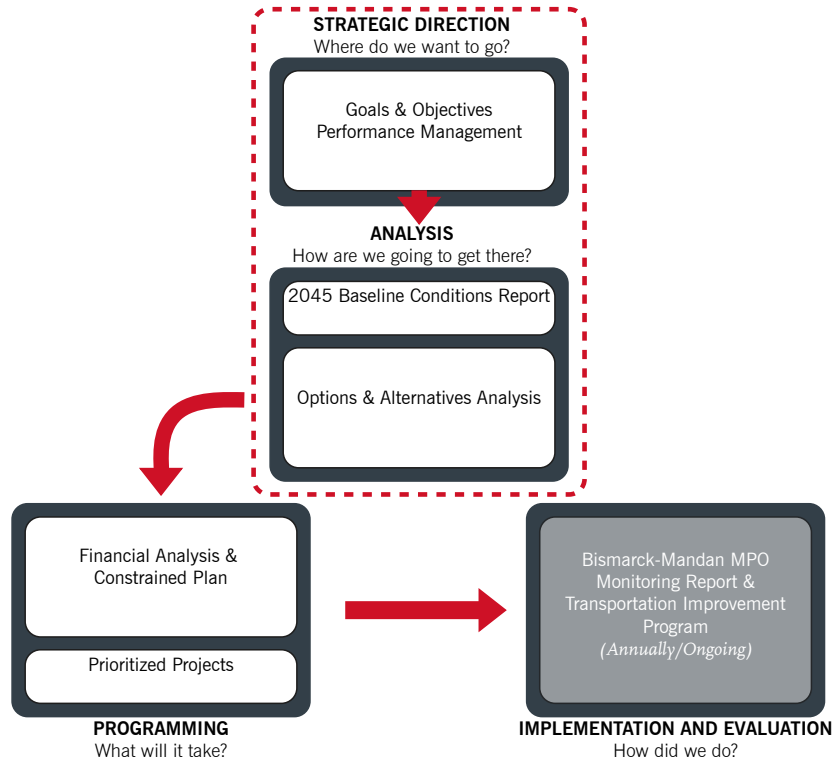 STRATEGIC DIRECTION
Where do we want to go?
Goals & Objectives
Performance Management
ANALYSIS
How are we going to get there?
2045 Baseline Conditions Report
Options & Alternatives Analysis
Financial Analysis &
Constrained Plan
Prioritized Projects
PROGRAMMING
What will it take?
Bismarck-Mandan MPO
Monitoring Report &
Transportation Improvement
Program
(Annually/Ongoing)
IMPLEMENTATION AND EVALUATION
How did we do?